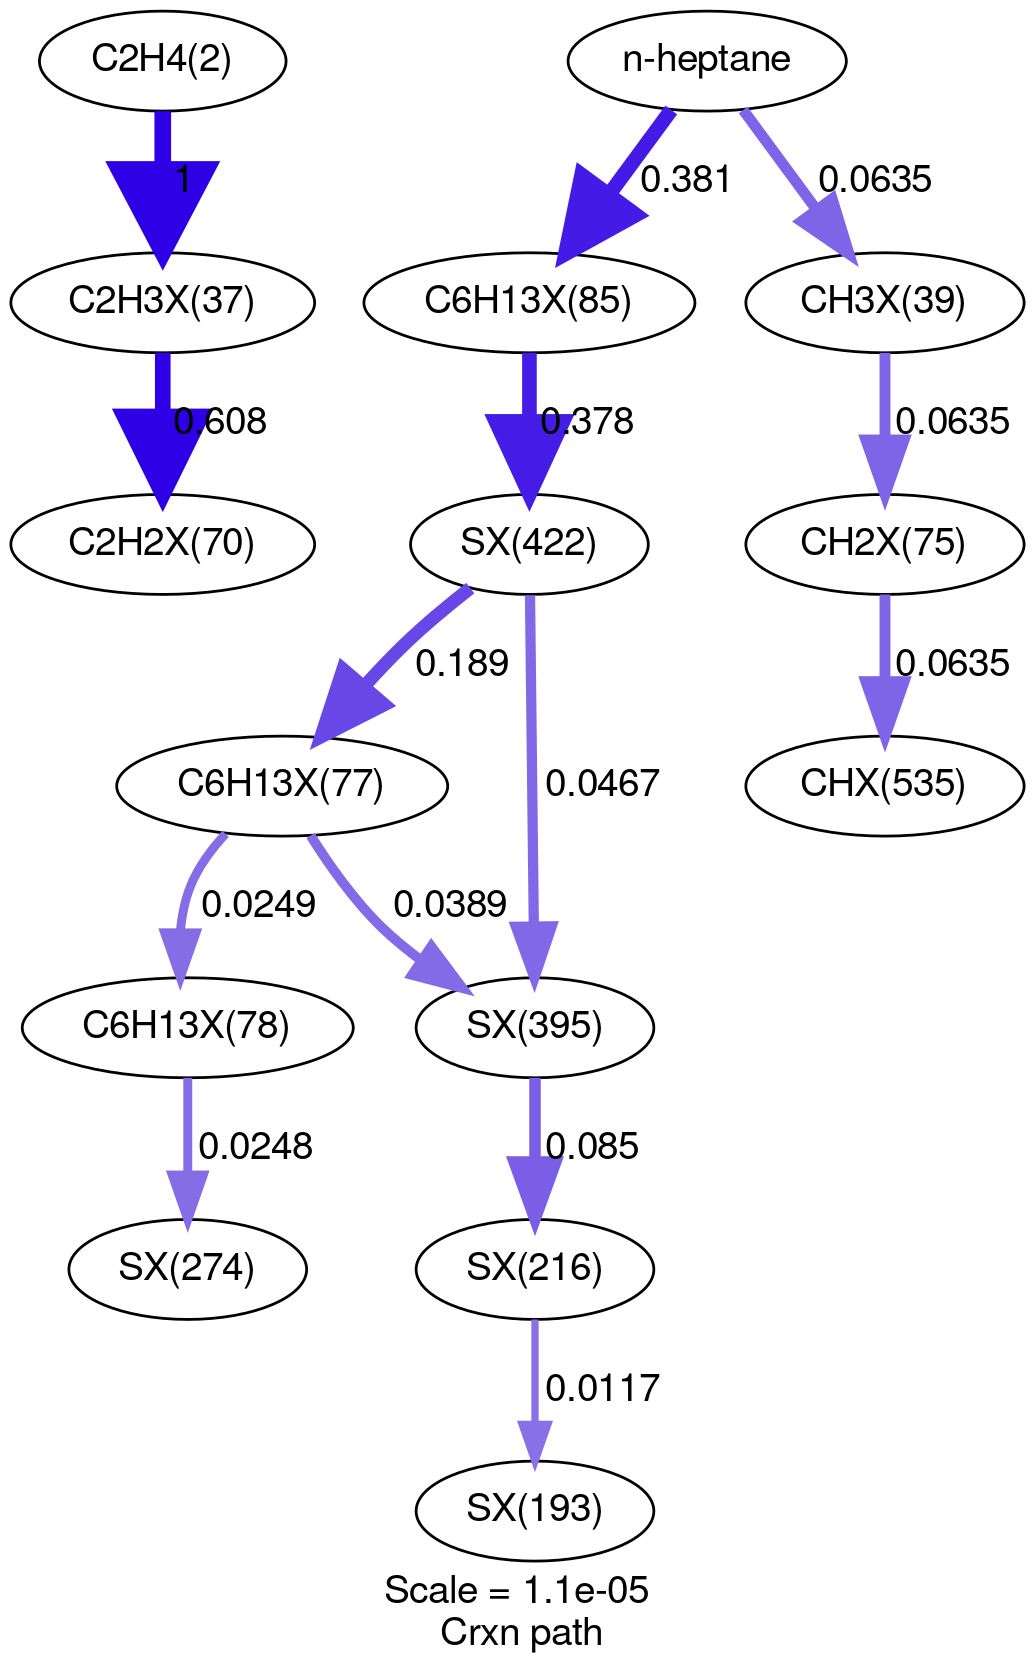 C2H4(2)
n-heptane
1
0.381
0.0635
C2H3X(37)
C6H13X(85)
CH3X(39)
0.608
0.378
0.0635
C2H2X(70)
SX(422)
CH2X(75)
0.189
0.0635
C6H13X(77)
0.0467
CHX(535)
0.0249
0.0389
C6H13X(78)
SX(395)
0.0248
0.085
SX(274)
SX(216)
0.0117
SX(193)
Scale = 1.1e-05
Crxn path